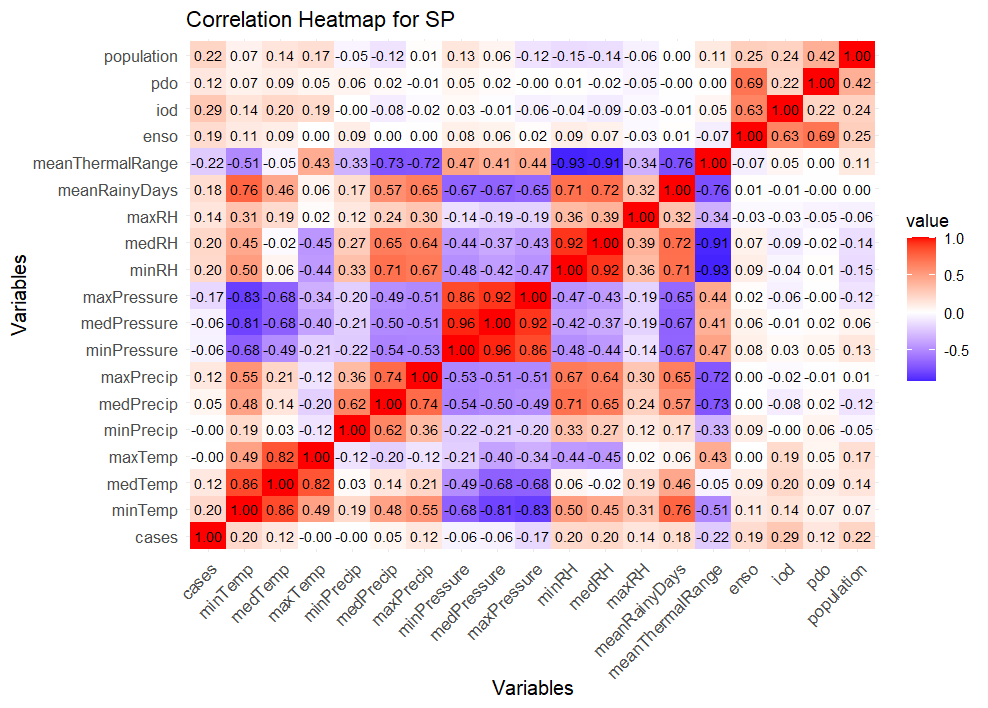 Correlation Heatmap for SP
population 0.22 0.07 0.14 0.17 -0.05 -0.12 0.01 0.13 0.06 -0.12 -0.15 -0.14 -0.06 0.00 0.11 0.25 0.24 0.42 1.00
pdo 0.12 0.07 0.09 0.05 0.06 0.02 -0.01 0.05 0.02 -0.00 0.01 -0.02 -0.05 -0.00 0.00 0.69 0.22 1.00 0.42
iod 0.29 0.14 0.20 0.19 -0.00 -0.08 -0.02 0.03 -0.01 -0.06 -0.04 -0.09 -0.03 -0.01 0.05 0.63 1.00 0.22 0.24
enso 0.19 0.11 0.09 0.00 0.09 0.00 0.00 0.08 0.06 0.02 0.09 0.07 -0.03 0.01 -0.07 1.00 0.63 0.69 0.25
meanThermalRange -0.22 -0.51 -0.05 0.43 -0.33 -0.73 -0.72 0.47 0.41 0.44 -0.93 -0.91 -0.34 -0.76 1.00 -0.07 0.05 0.00 0.11
meanRainyDays 0.18 0.76 0.46 0.06 0.17 0.57 0.65 -0.67 -0.67 -0.65 0.71 0.72 0.32 1.00 -0.76 0.01 -0.01 -0.00 0.00
maxRH 0.14 0.31 0.19 0.02 0.12 0.24 0.30 -0.14 -0.19 -0.19 0.36 0.39 1.00 0.32 -0.34 -0.03 -0.03 -0.05 -0.06
medRH 0.20 0.45 -0.02 -0.45 0.27 0.65 0.64 -0.44 -0.37 -0.43 0.92 1.00 0.39 0.72 -0.91 0.07 -0.09 -0.02 -0.14
minRH 0.20 0.50 0.06 -0.44 0.33 0.71 0.67 -0.48 -0.42 -0.47 1.00 0.92 0.36 0.71 -0.93 0.09 -0.04 0.01 -0.15
maxPressure -0.17 -0.83 -0.68 -0.34 -0.20 -0.49 -0.51 0.86 0.92 1.00 -0.47 -0.43 -0.19 -0.65 0.44 0.02 -0.06 -0.00 -0.12
medPressure -0.06 -0.81 -0.68 -0.40 -0.21 -0.50 -0.51 0.96 1.00 0.92 -0.42 -0.37 -0.19 -0.67 0.41 0.06 -0.01 0.02 0.06
minPressure -0.06 -0.68 -0.49 -0.21 -0.22 -0.54 -0.53 1.00 0.96 0.86 -0.48 -0.44 -0.14 -0.67 0.47 0.08 0.03 0.05 0.13
maxPrecip 0.12 0.55 0.21 -0.12 0.36 0.74 1.00 -0.53 -0.51 -0.51 0.67 0.64 0.30 0.65 -0.72 0.00 -0.02 -0.01 0.01
medPrecip 0.05 0.48 0.14 -0.20 0.62 1.00 0.74 -0.54 -0.50 -0.49 0.71 0.65 0.24 0.57 -0.73 0.00 -0.08 0.02 -0.12
minPrecip -0.00 0.19 0.03 -0.12 1.00 0.62 0.36 -0.22 -0.21 -0.20 0.33 0.27 0.12 0.17 -0.33 0.09 -0.00 0.06 -0.05
maxTemp -0.00 0.49 0.82 1.00 -0.12 -0.20 -0.12 -0.21 -0.40 -0.34 -0.44 -0.45 0.02 0.06 0.43 0.00 0.19 0.05 0.17
medTemp 0.12 0.86 1.00 0.82 0.03 0.14 0.21 -0.49 -0.68 -0.68 0.06 -0.02 0.19 0.46 -0.05 0.09 0.20 0.09 0.14
minTemp 0.20 1.00 0.86 0.49 0.19 0.48 0.55 -0.68 -0.81 -0.83 0.50 0.45 0.31 0.76 -0.51 0.11 0.14 0.07 0.07
cases 1.00 0.20 0.12 -0.00 -0.00 0.05 0.12 -0.06 -0.06 -0.17 0.20 0.20 0.14 0.18 -0.22 0.19 0.29 0.12 0.22
cases minTemp medTemp maxTemp minPrecip medPrecip maxPrecip minPressure medPressure maxPressure minRH medRH maxRH meanRainyDays meanThermalRange enso iod pdo population
Variables
Variables
value
1.0
0.5
0.0
-0.5